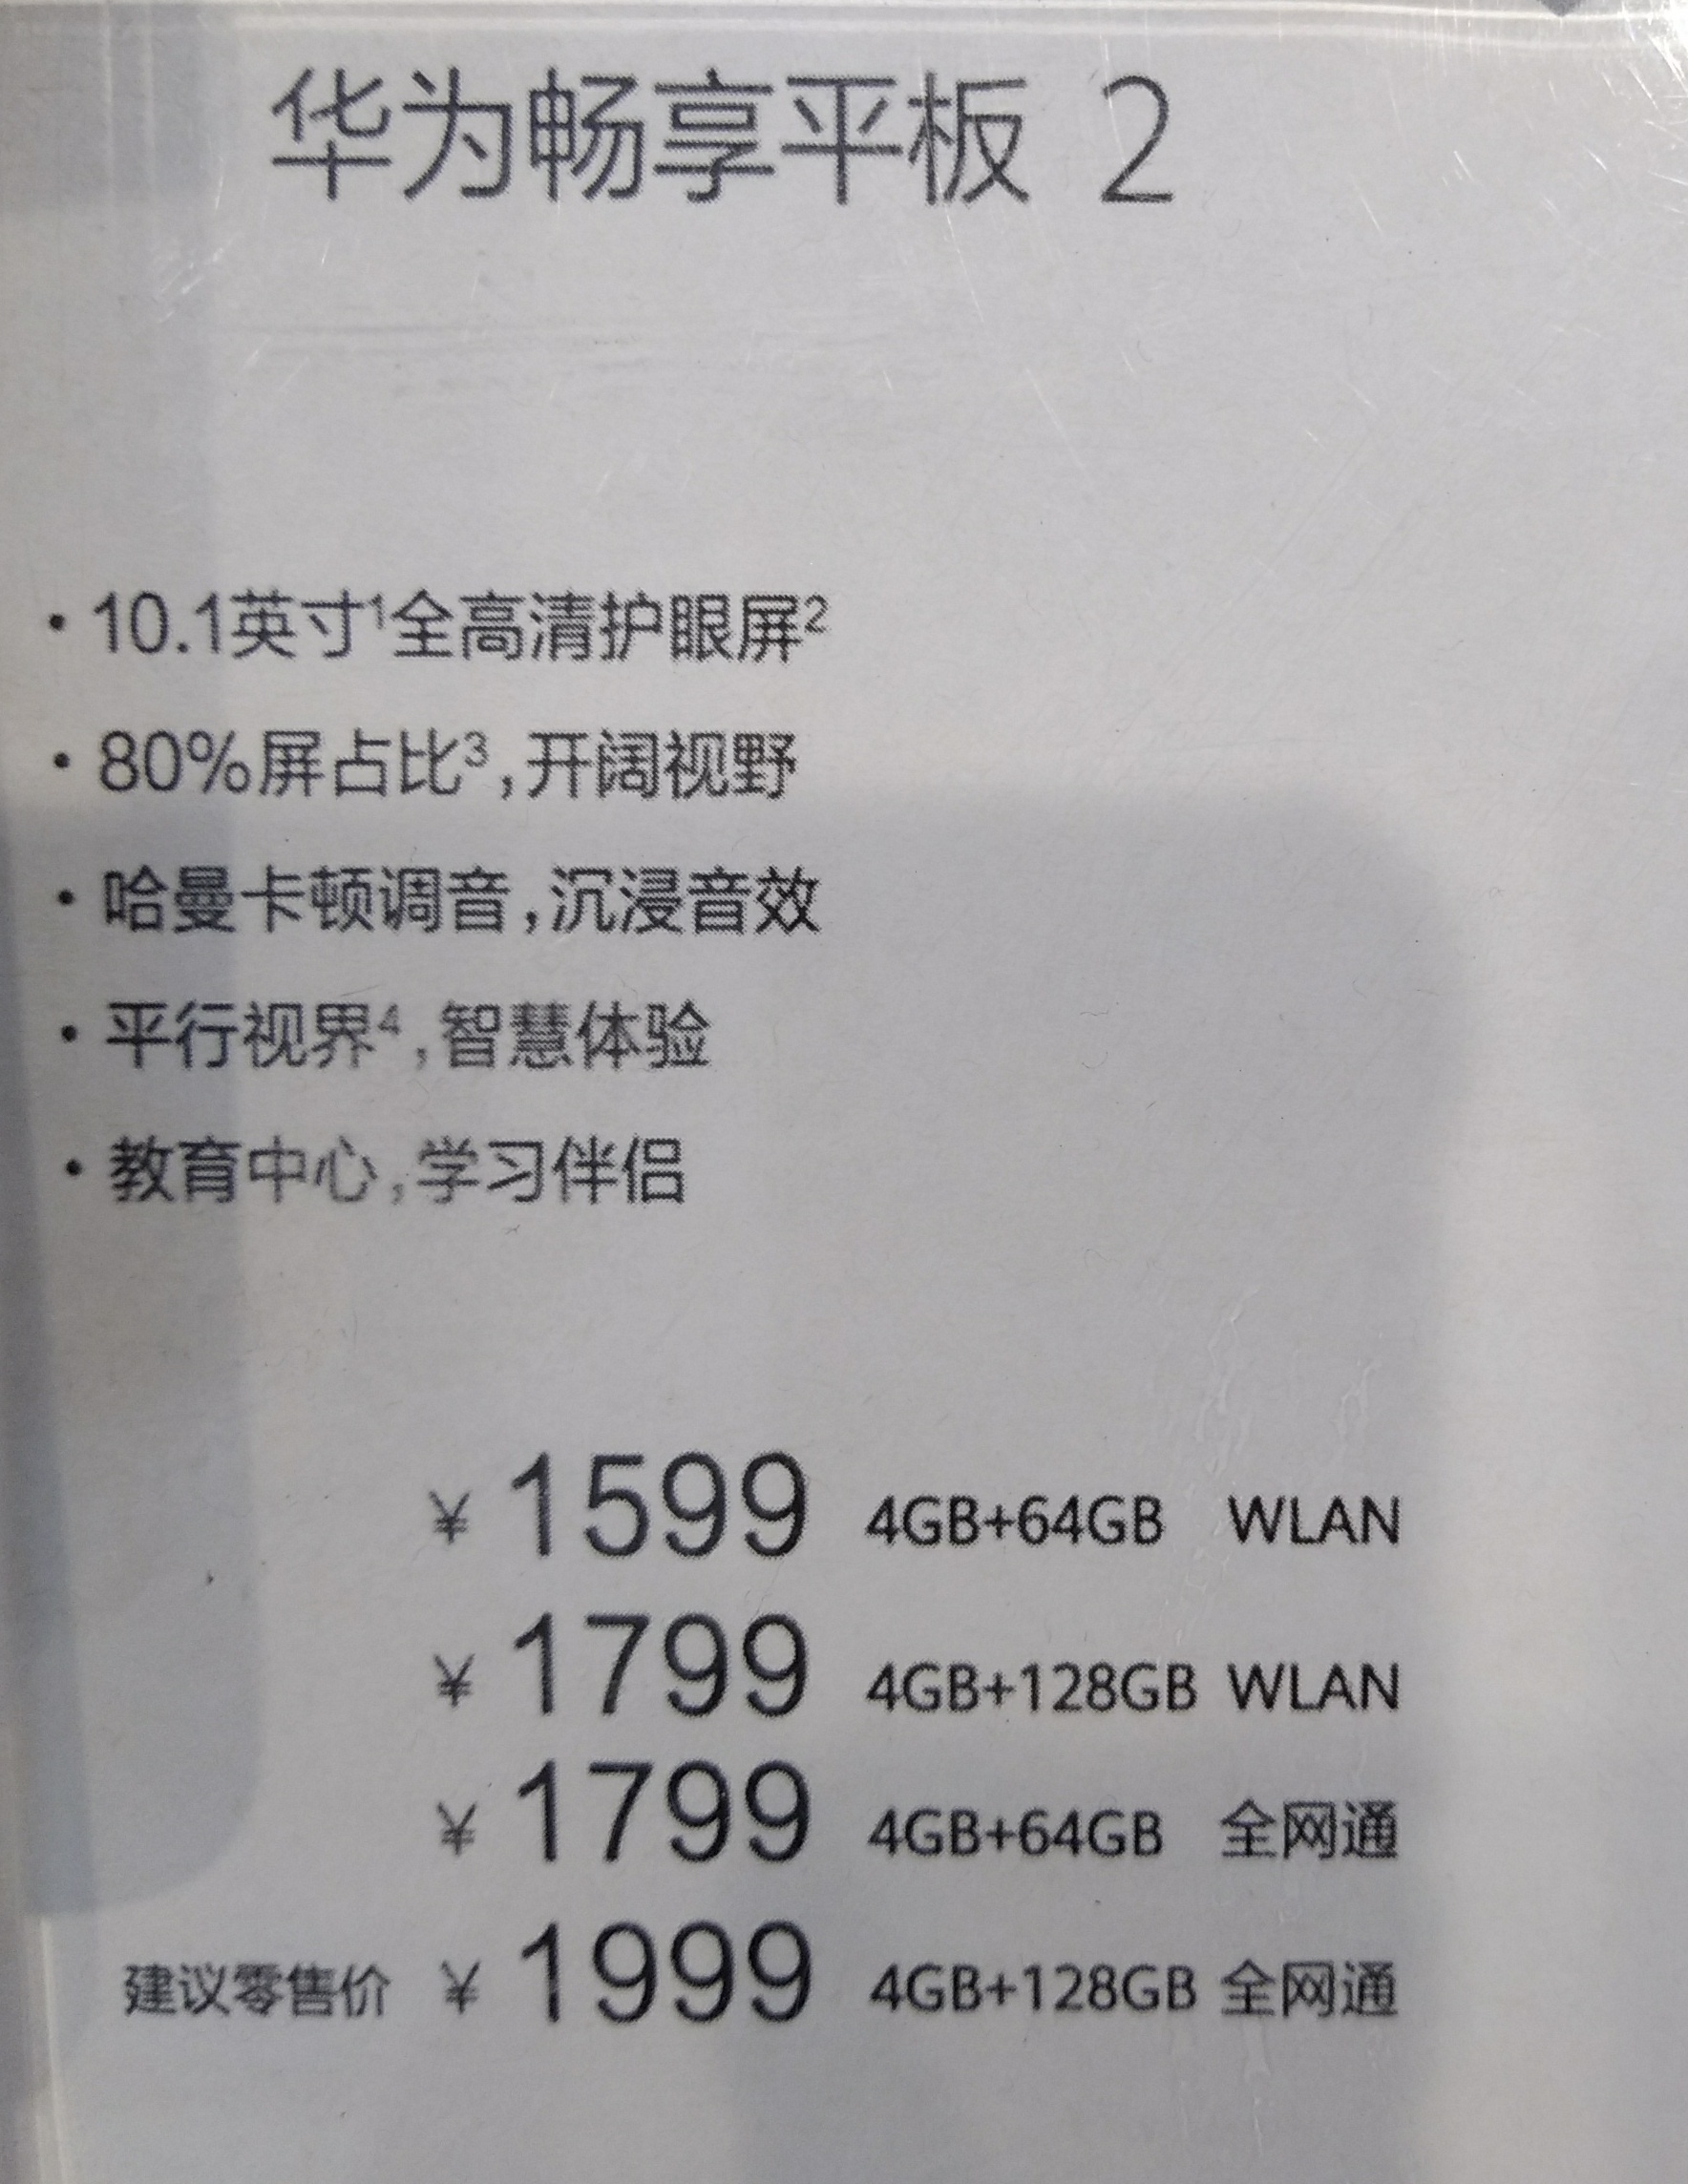 华为畅享平板 2
• 10.1英寸¹全高清护眼屏²
• 80%屏占比³,开阔视野
• 哈曼卡顿调音,沉浸音效
• 平行视界⁴,智慧体验
• 教育中心,学习伴侣
¥ 1599 4GB+64GB WLAN
¥ 1799 4GB+128GB WLAN
¥ 1799 4GB+64GB 全网通
建议零售价 ¥ 1999 4GB+128GB 全网通